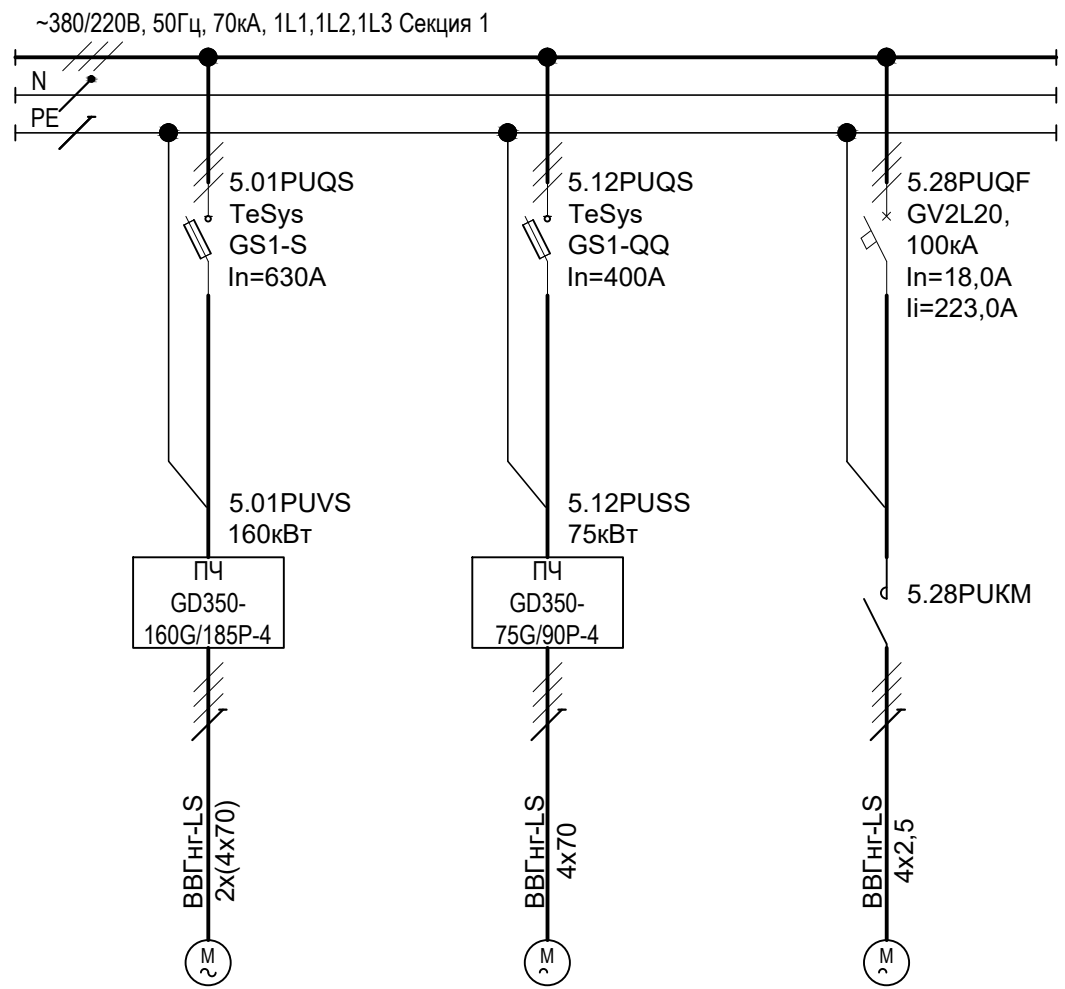 ~380/220В, 50Гц, 70кА, 1L1,1L2,1L3 Секция 1
N
PE
5.01PUQS
TeSys
GS1-S
In=630A
5.12PUQS
TeSys
GS1-QQ
In=400A
5.28PUQF
GV2L20,
100кА
In=18,0A
Ii=223,0A
5.01PUVS
160кВт
ПЧ
GD350-
160G/185P-4
5.12PUSS
75кВт
ПЧ
GD350-
75G/90P-4
5.28PUKM
ВВГнг-LS
2x(4x70)
ВВГнг-LS
4x70
ВВГнг-LS
4x2,5
M
~
M
~
M
~